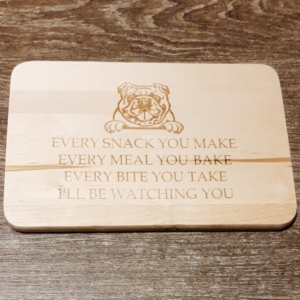 EVERY SNACK YOU MAKE
EVERY MEAL YOU BAKE
EVERY BITE YOU TAKE
I'LL BE WATCHING YOU